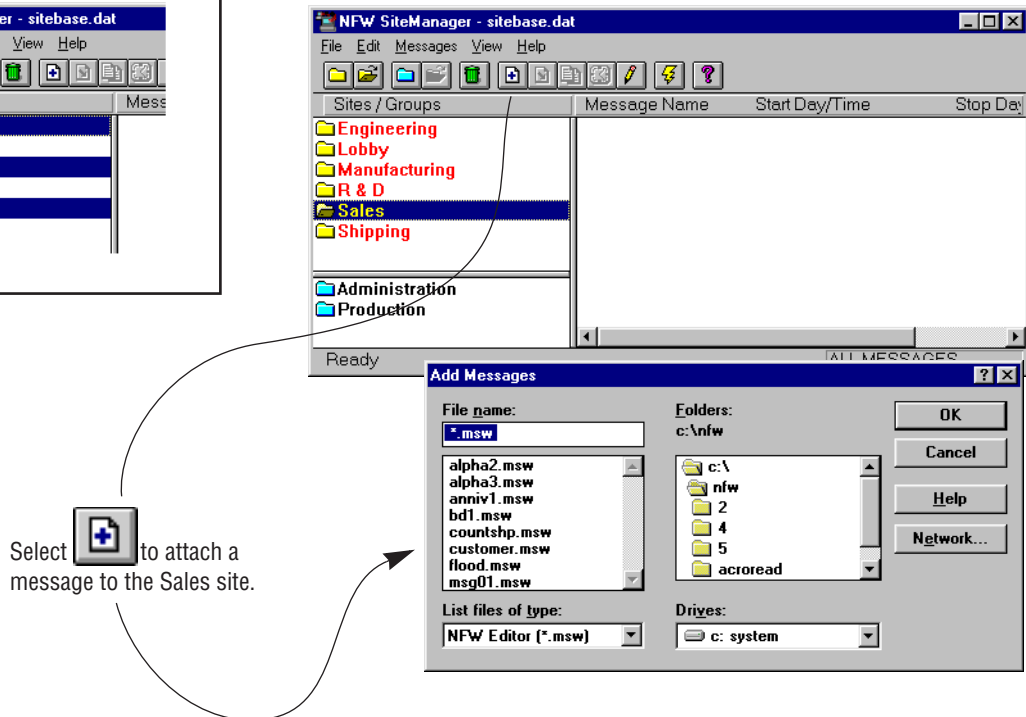 er - sitebase.dat
View Help
Mess
NFW SiteManager - sitebase.dat
File Edit Messages View Help
Sites / Groups Message Name Start Day/Time Stop Day
Engineering
Lobby
Manufacturing
R & D
Sales
Shipping
Administration
Production
Ready ALL MESSAGES
Add Messages
File name:
*.msw
alpha2.msw
alpha3.msw
anniv1.msw
bd1.msw
countshp.msw
customer.msw
flood.msw
msg01.msw
List files of type:
NFW Editor (*.msw)
Folders:
c:\nfw
c:\
nfw
2
4
5
acroread
Drives:
c: system
OK
Cancel
Help
Network...
Select to attach a
message to the Sales site.